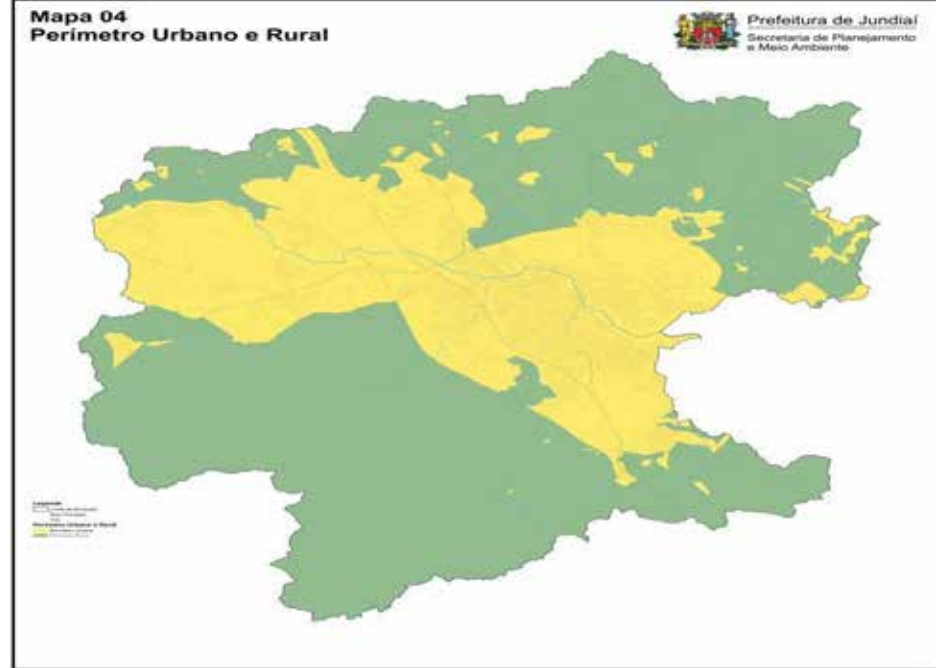 Mapa 04
Perímetro Urbano e Rural
Prefeitura de Jundiaí
Secretaria de Planejamento
e Meio Ambiente
Legenda
Perímetro Urbano e Rural